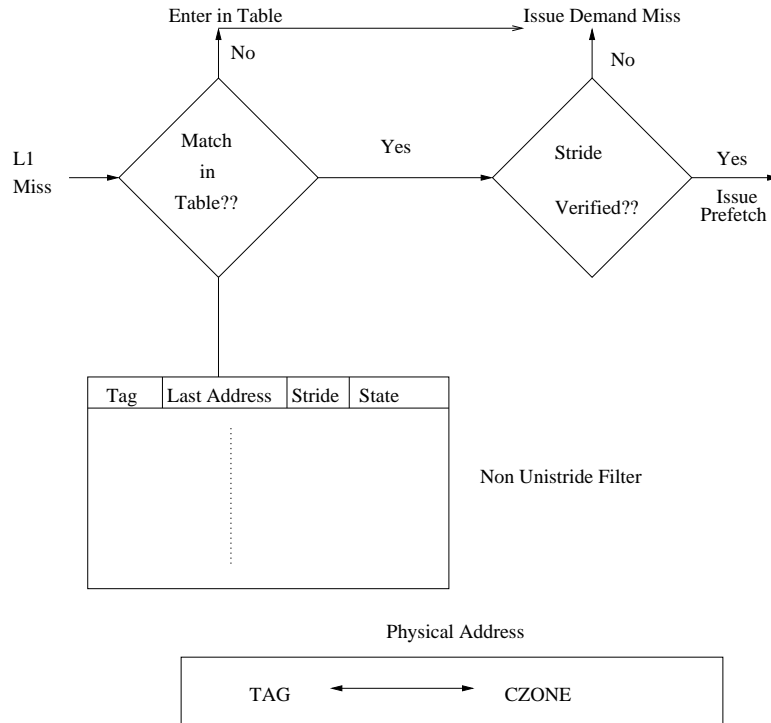 Enter in Table
Issue Demand Miss
No
No
L1
Miss
Match
in
Table??
Yes
Stride
Verified??
Yes
Issue
Prefetch
Tag
Last Address
Stride
State
Non Unistride Filter
Physical Address
TAG
CZONE